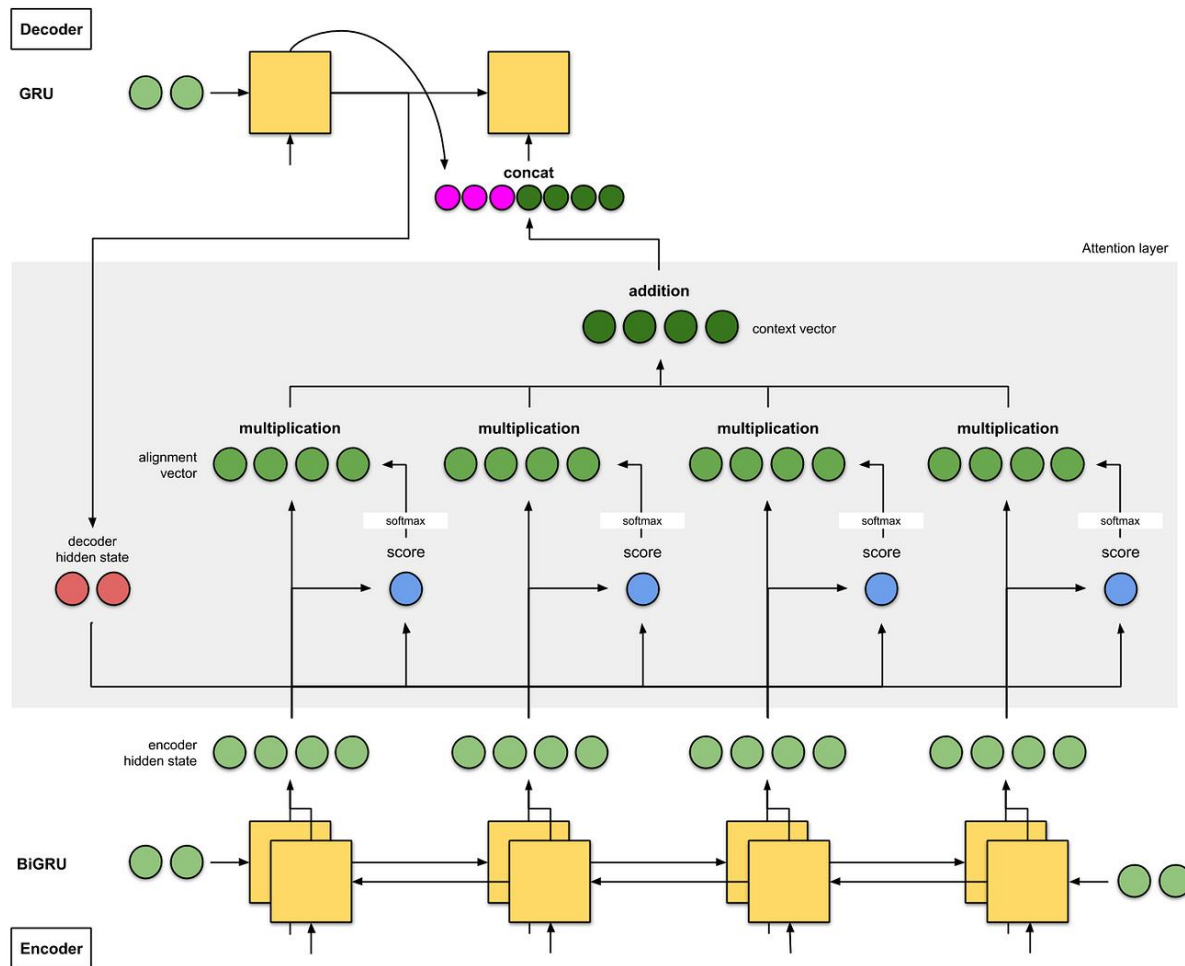 Decoder
GRU
concat
Attention layer
addition
context vector
multiplication
multiplication
multiplication
multiplication
alignment
vector
softmax
softmax
softmax
softmax
decoder
hidden state
score
score
score
score
encoder
hidden state
BiGRU
Encoder